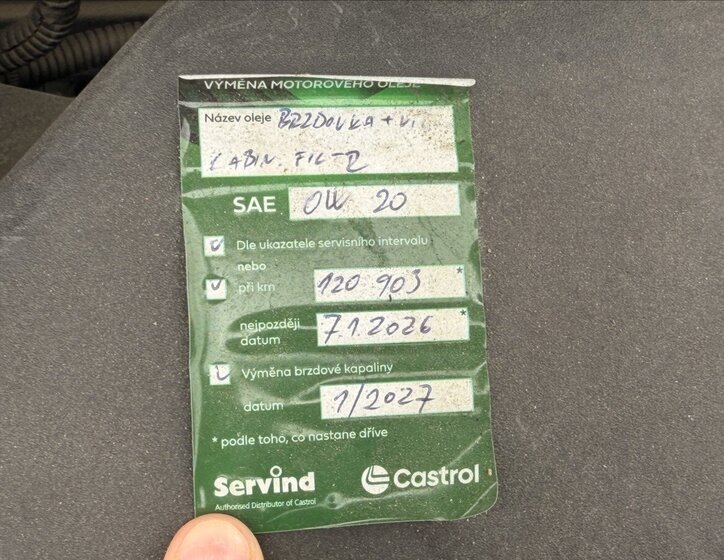 VÝMĚNA MOTOROVÉHO OLEJE
Název oleje BRZDOVKA +
KABIN. FILTR
SAE 0W 20
Dle ukazatele servisního intervalu
nebo
při km 120 903 *
nejpozději
datum 7.1.2026 *
Výměna brzdové kapaliny
datum 1/2027
* podle toho, co nastane dříve
Servind Castrol
Authorised Distributor of Castrol